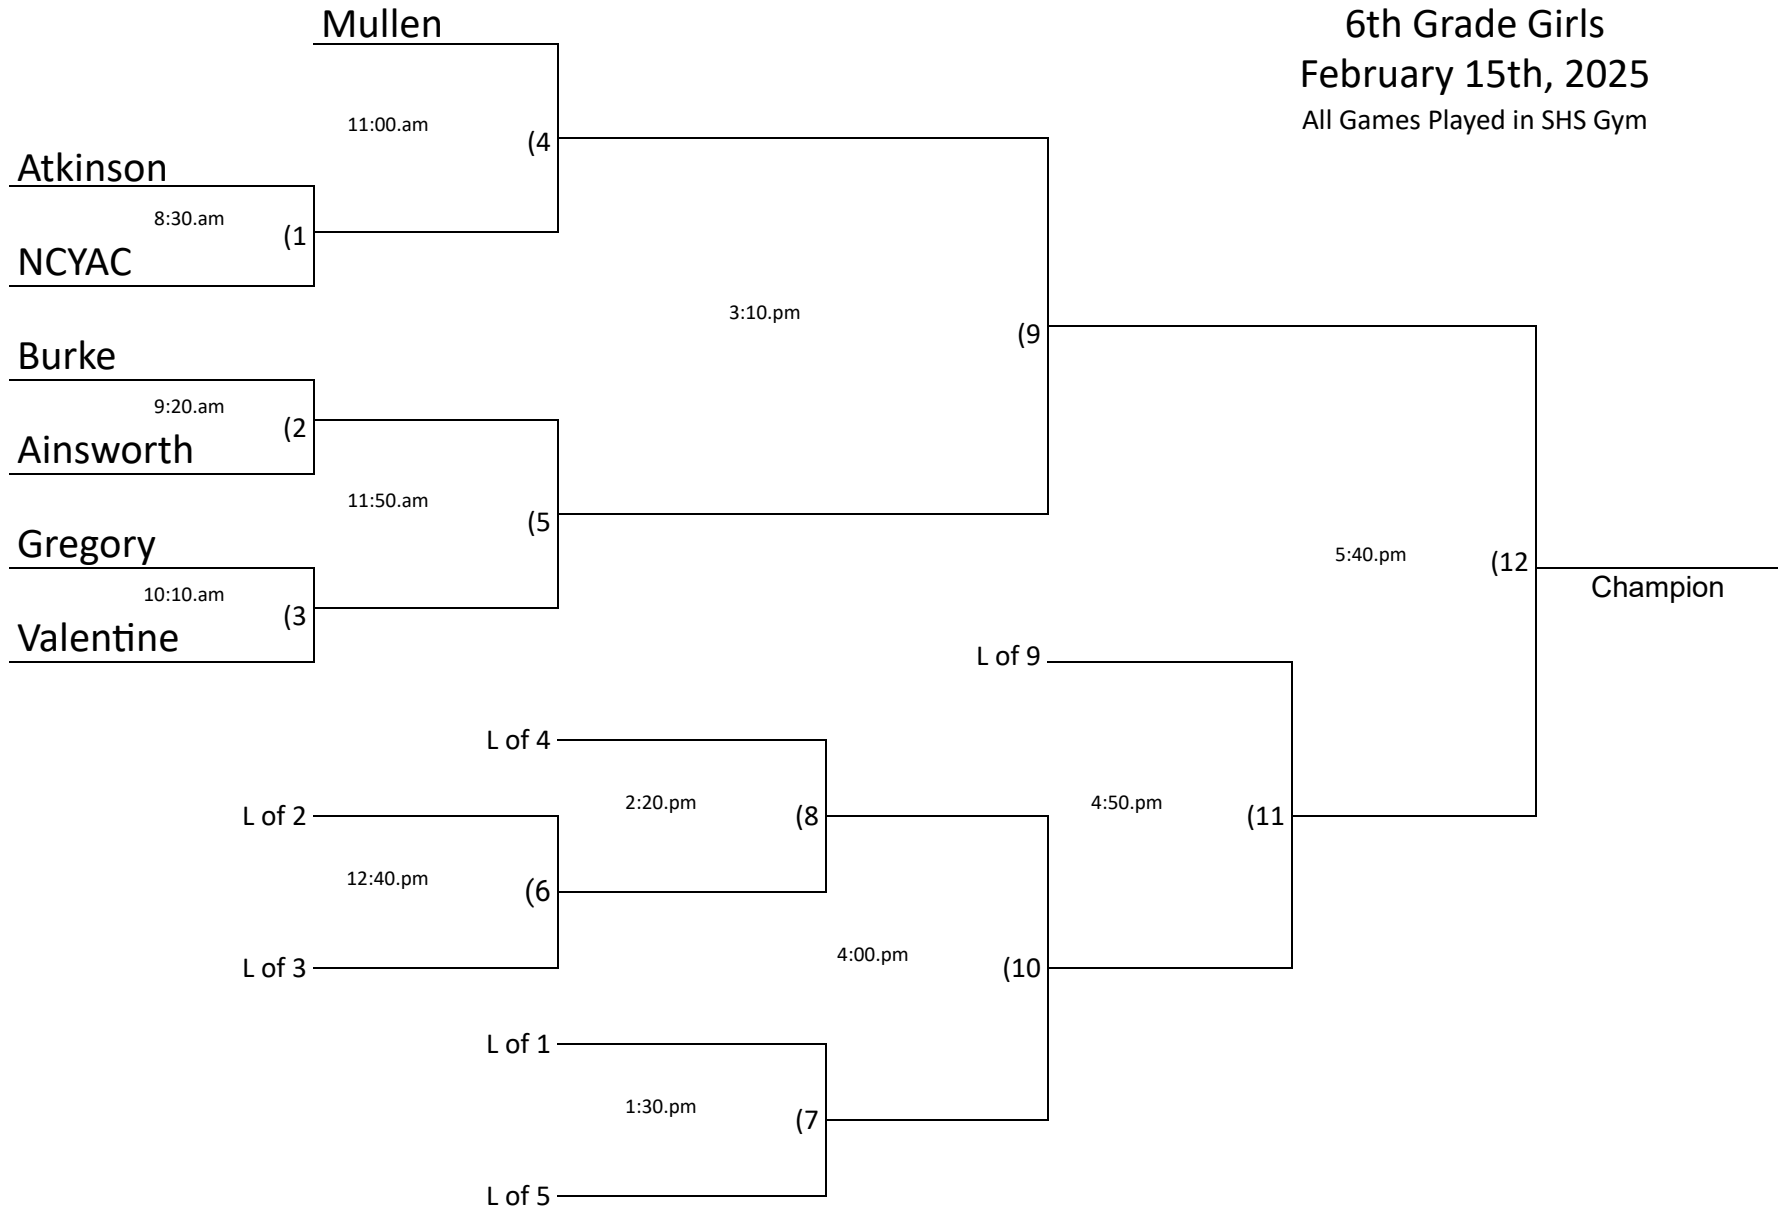 Mullen
6th Grade Girls
February 15th, 2025
All Games Played in SHS Gym
11:00.am
(4
Atkinson
8:30.am
(1
NCYAC
3:10.pm
(9
Burke
9:20.am
(2
Ainsworth
11:50.am
(5
Gregory
10:10.am
(3
Valentine
5:40.pm
(12
Champion
L of 9
L of 4
2:20.pm
(8
4:50.pm
(11
L of 2
12:40.pm
(6
L of 3
4:00.pm
(10
L of 1
1:30.pm
(7
L of 5